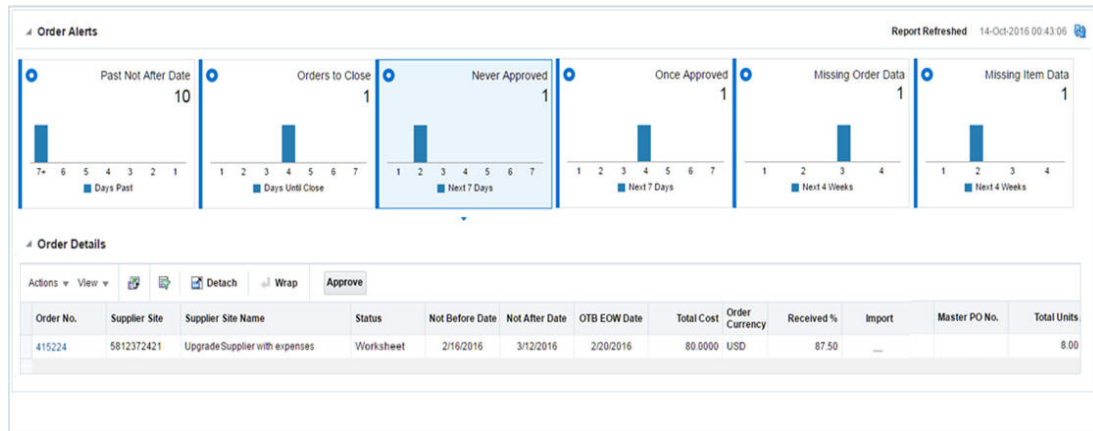 Order Alerts
Report Refreshed 14-Oct-2016 00:43:06
Past Not After Date
10
7+ 6 5 4 3 2 1
Days Past
Orders to Close
1
1 2 3 4 5 6 7
Days Until Close
Never Approved
1
1 2 3 4 5 6 7
Next 7 Days
Once Approved
1
1 2 3 4 5 6 7
Next 7 Days
Missing Order Data
1
1 2 3 4
Next 4 Weeks
Missing Item Data
1
1 2 3 4
Next 4 Weeks
Order Details
Actions View Detach Wrap Approve
Order No. Supplier Site Supplier Site Name Status Not Before Date Not After Date OTB EOW Date Total Cost Order Currency Received % Import Master PO No. Total Units
415224 5812372421 Upgrade Supplier with expenses Worksheet 2/16/2016 3/12/2016 2/20/2016 80.0000 USD 87.50 __ 8.00